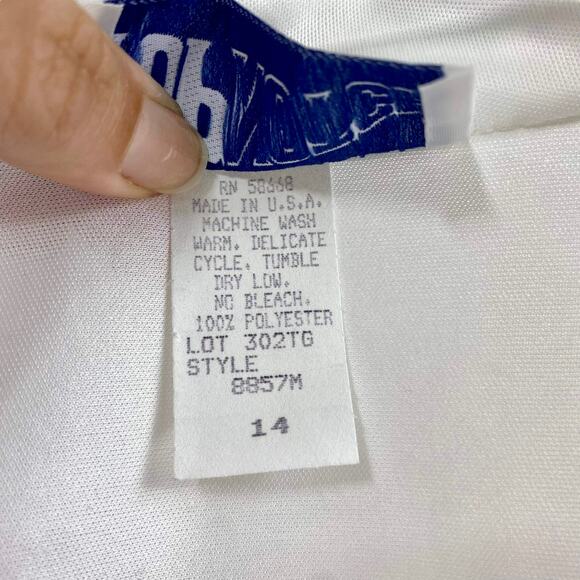 RN 58668
MADE IN U.S.A.
MACHINE WASH
WARM. DELICATE
CYCLE. TUMBLE
DRY LOW.
NO BLEACH.
100% POLYESTER
LOT 302TG
STYLE
8857M
14